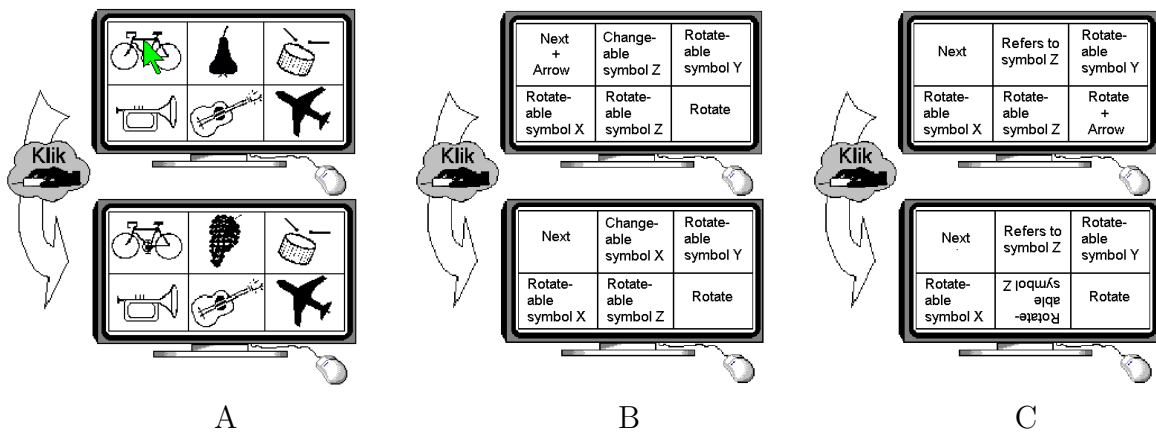 Klik
A
Next
+
Arrow
Change-
able
symbol Z
Rotate-
able
symbol Y
Rotate-
able
symbol X
Rotate-
able
symbol Z
Rotate
Klik
Next
Change-
able
symbol X
Rotate-
able
symbol Y
Rotate-
able
symbol X
Rotate-
able
symbol Z
Rotate
B
Next
Refers to
symbol Z
Rotate-
able
symbol Y
Rotate-
able
symbol X
Rotate-
able
symbol Z
Rotate
+
Arrow
Klik
Next
Refers to
symbol Z
Rotate-
able
symbol Y
Rotate-
able
symbol X
Rotate-
able
symbol Z
Rotate
C